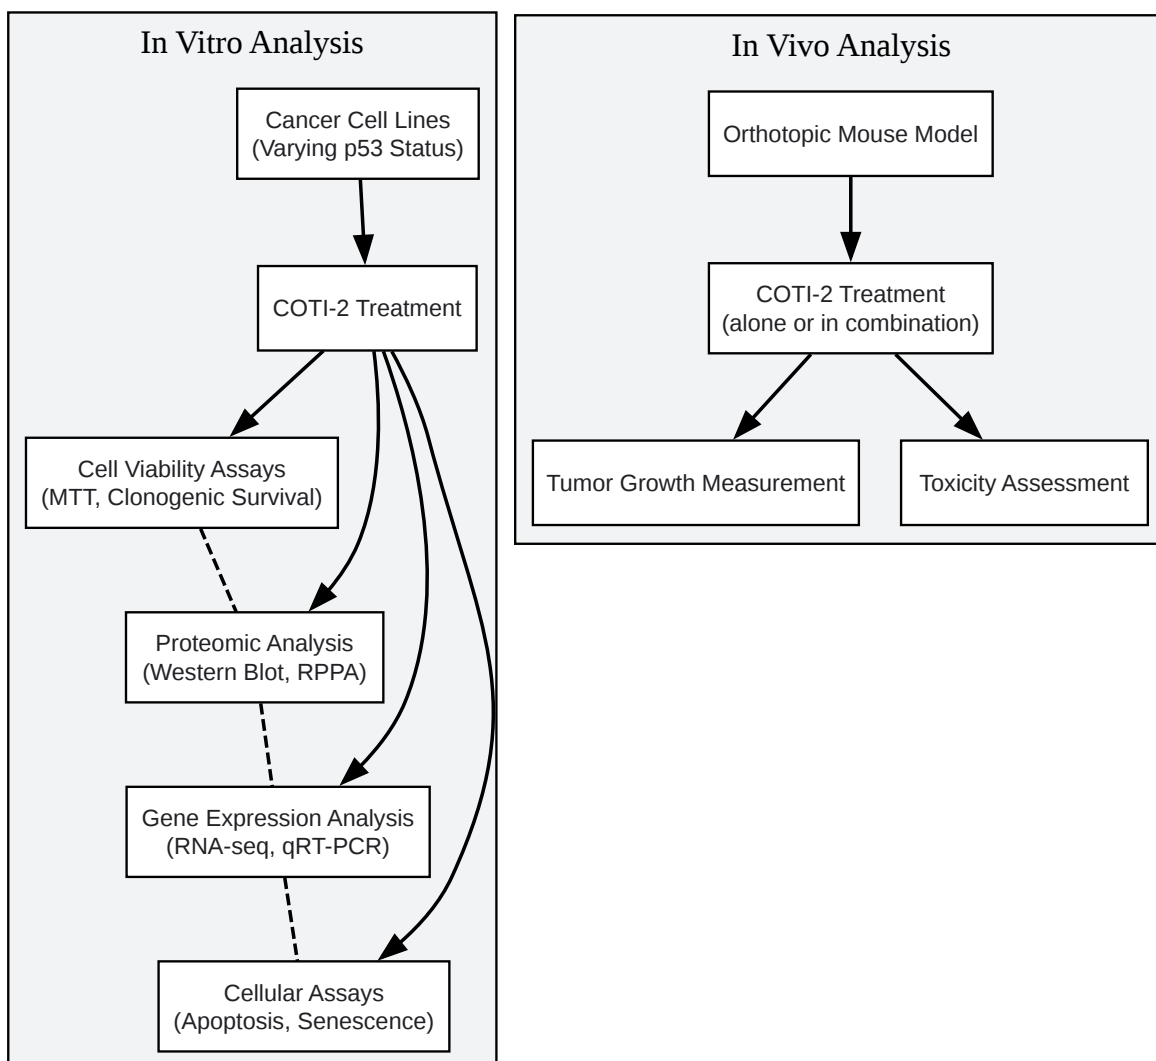 In Vitro Analysis
Cancer Cell Lines
(Varying p53 Status)
COTI-2 Treatment
Cell Viability Assays
(MTT, Clonogenic Survival)
Proteomic Analysis
(Western Blot, RPPA)
Gene Expression Analysis
(RNA-seq, qRT-PCR)
Cellular Assays
(Apoptosis, Senescence)
In Vivo Analysis
Orthotopic Mouse Model
COTI-2 Treatment
(alone or in combination)
Tumor Growth Measurement
Toxicity Assessment